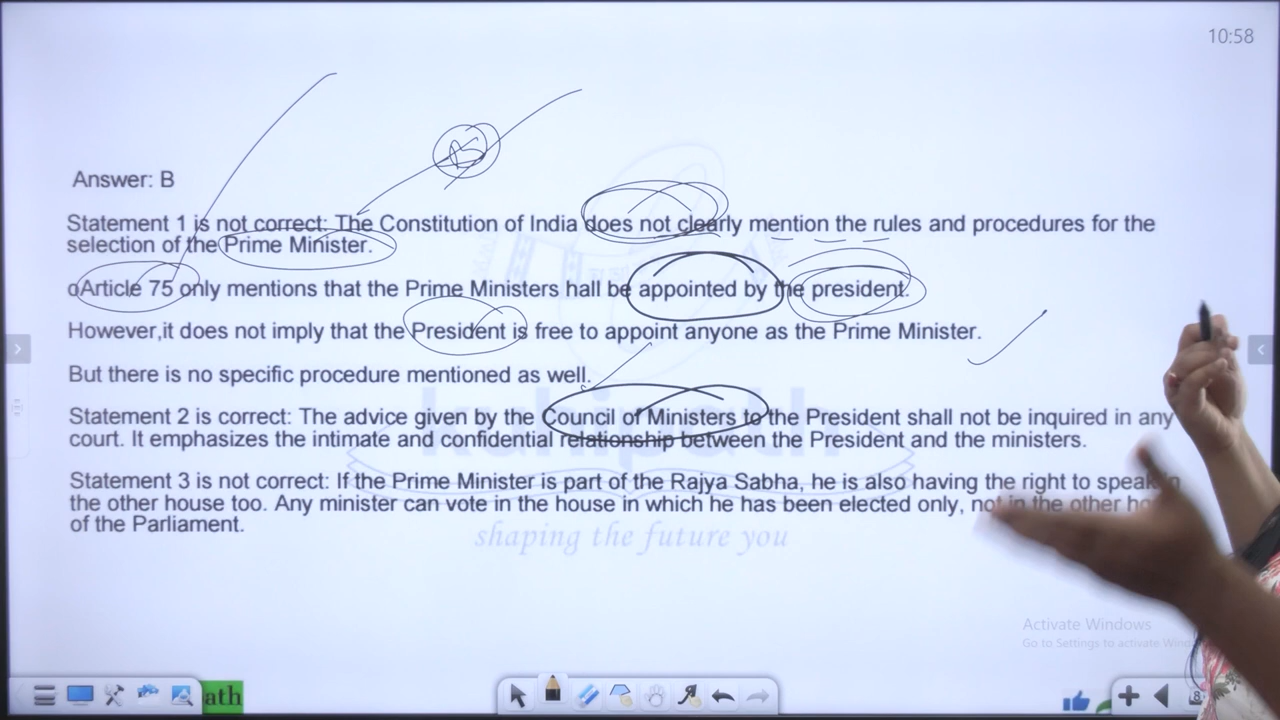 10:58
Answer: B
Statement 1 is not correct: The Constitution of India does not clearly mention the rules and procedures for the
selection of the Prime Minister.
oArticle 75 only mentions that the Prime Ministers hall be appointed by the president.
However,it does not imply that the President is free to appoint anyone as the Prime Minister.
But there is no specific procedure mentioned as well.
Statement 2 is correct: The advice given by the Council of Ministers to the President shall not be inquired in any
court. It emphasizes the intimate and confidential relationship between the President and the ministers.
Statement 3 is not correct: If the Prime Minister is part of the Rajya Sabha, he is also having the right to speak in
the other house too. Any minister can vote in the house in which he has been elected only, not in the other
of the Parliament.
shaping the future you
Activate Windows
Go to Settings to activate
ath